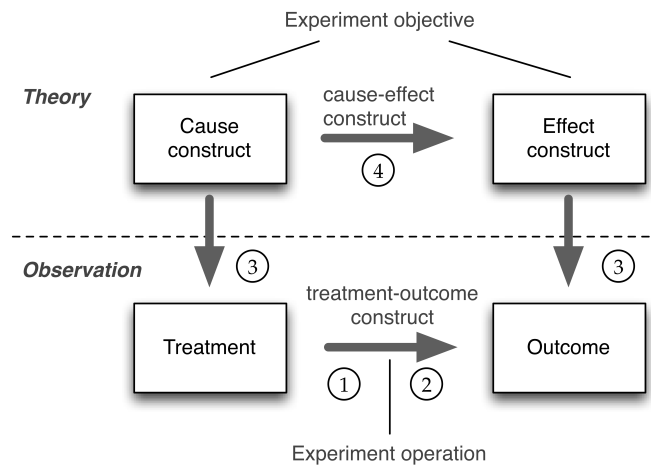 Experiment objective
Theory
cause-effect
construct
Cause
construct
Effect
construct
4
3
3
Observation
treatment-outcome
construct
Treatment
Outcome
1
2
Experiment operation